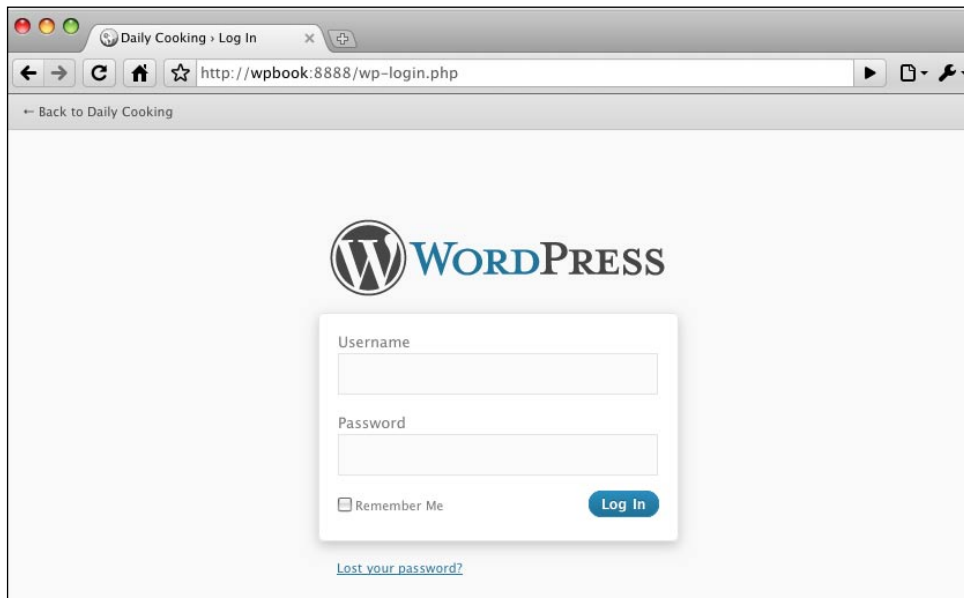 Daily Cooking › Log In
http://wpbook:8888/wp-login.php
← Back to Daily Cooking
WORDPRESS
Username
Password
Remember Me
Log In
Lost your password?